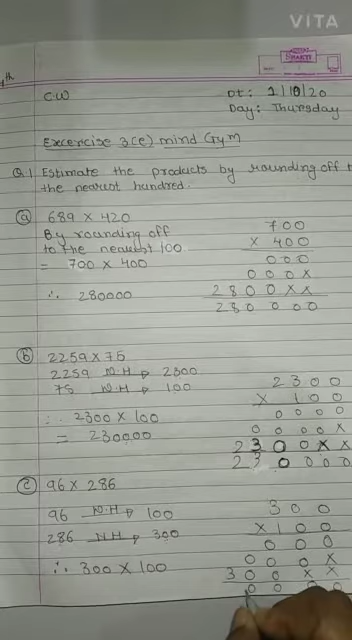 VITA
SHAKTI
C.W Dt: 1/10/20
Day: Thursday
Excercise 3(e) mind Gym
Q.1 Estimate the products by rounding off t
the nearest hundred.
(a) 689 × 420
By rounding off
to the nearest 100
= 700 × 400
∴ 280000
700
× 400
000
000×
2800××
280000
(b) 2259 × 75
2259 N.H → 2300
75 N.H → 100
∴ 2300 × 100
= 230000
2300
× 100
0000
0000×
2300××
230000
(c) 96 × 286
96 N.H → 100
286 NH → 300
∴ 300 × 100
300
×100
000
000×
300××